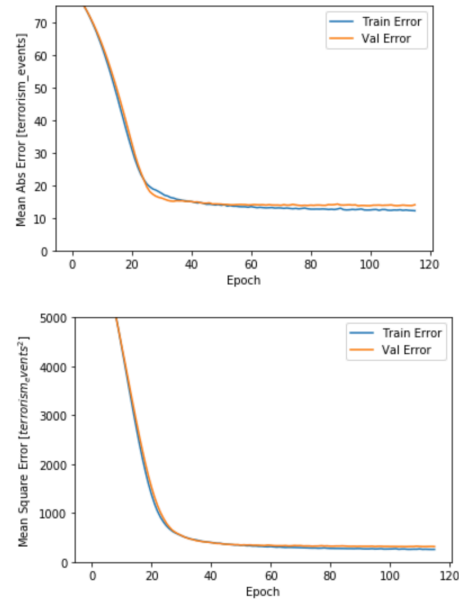 70
60
50
40
30
20
10
0
Mean Abs Error [terrorism_events]
Train Error
Val Error
0 20 40 60 80 100 120
Epoch
5000
4000
3000
2000
1000
0
Mean Square Error [terrorismₑvents²]
Train Error
Val Error
0 20 40 60 80 100 120
Epoch